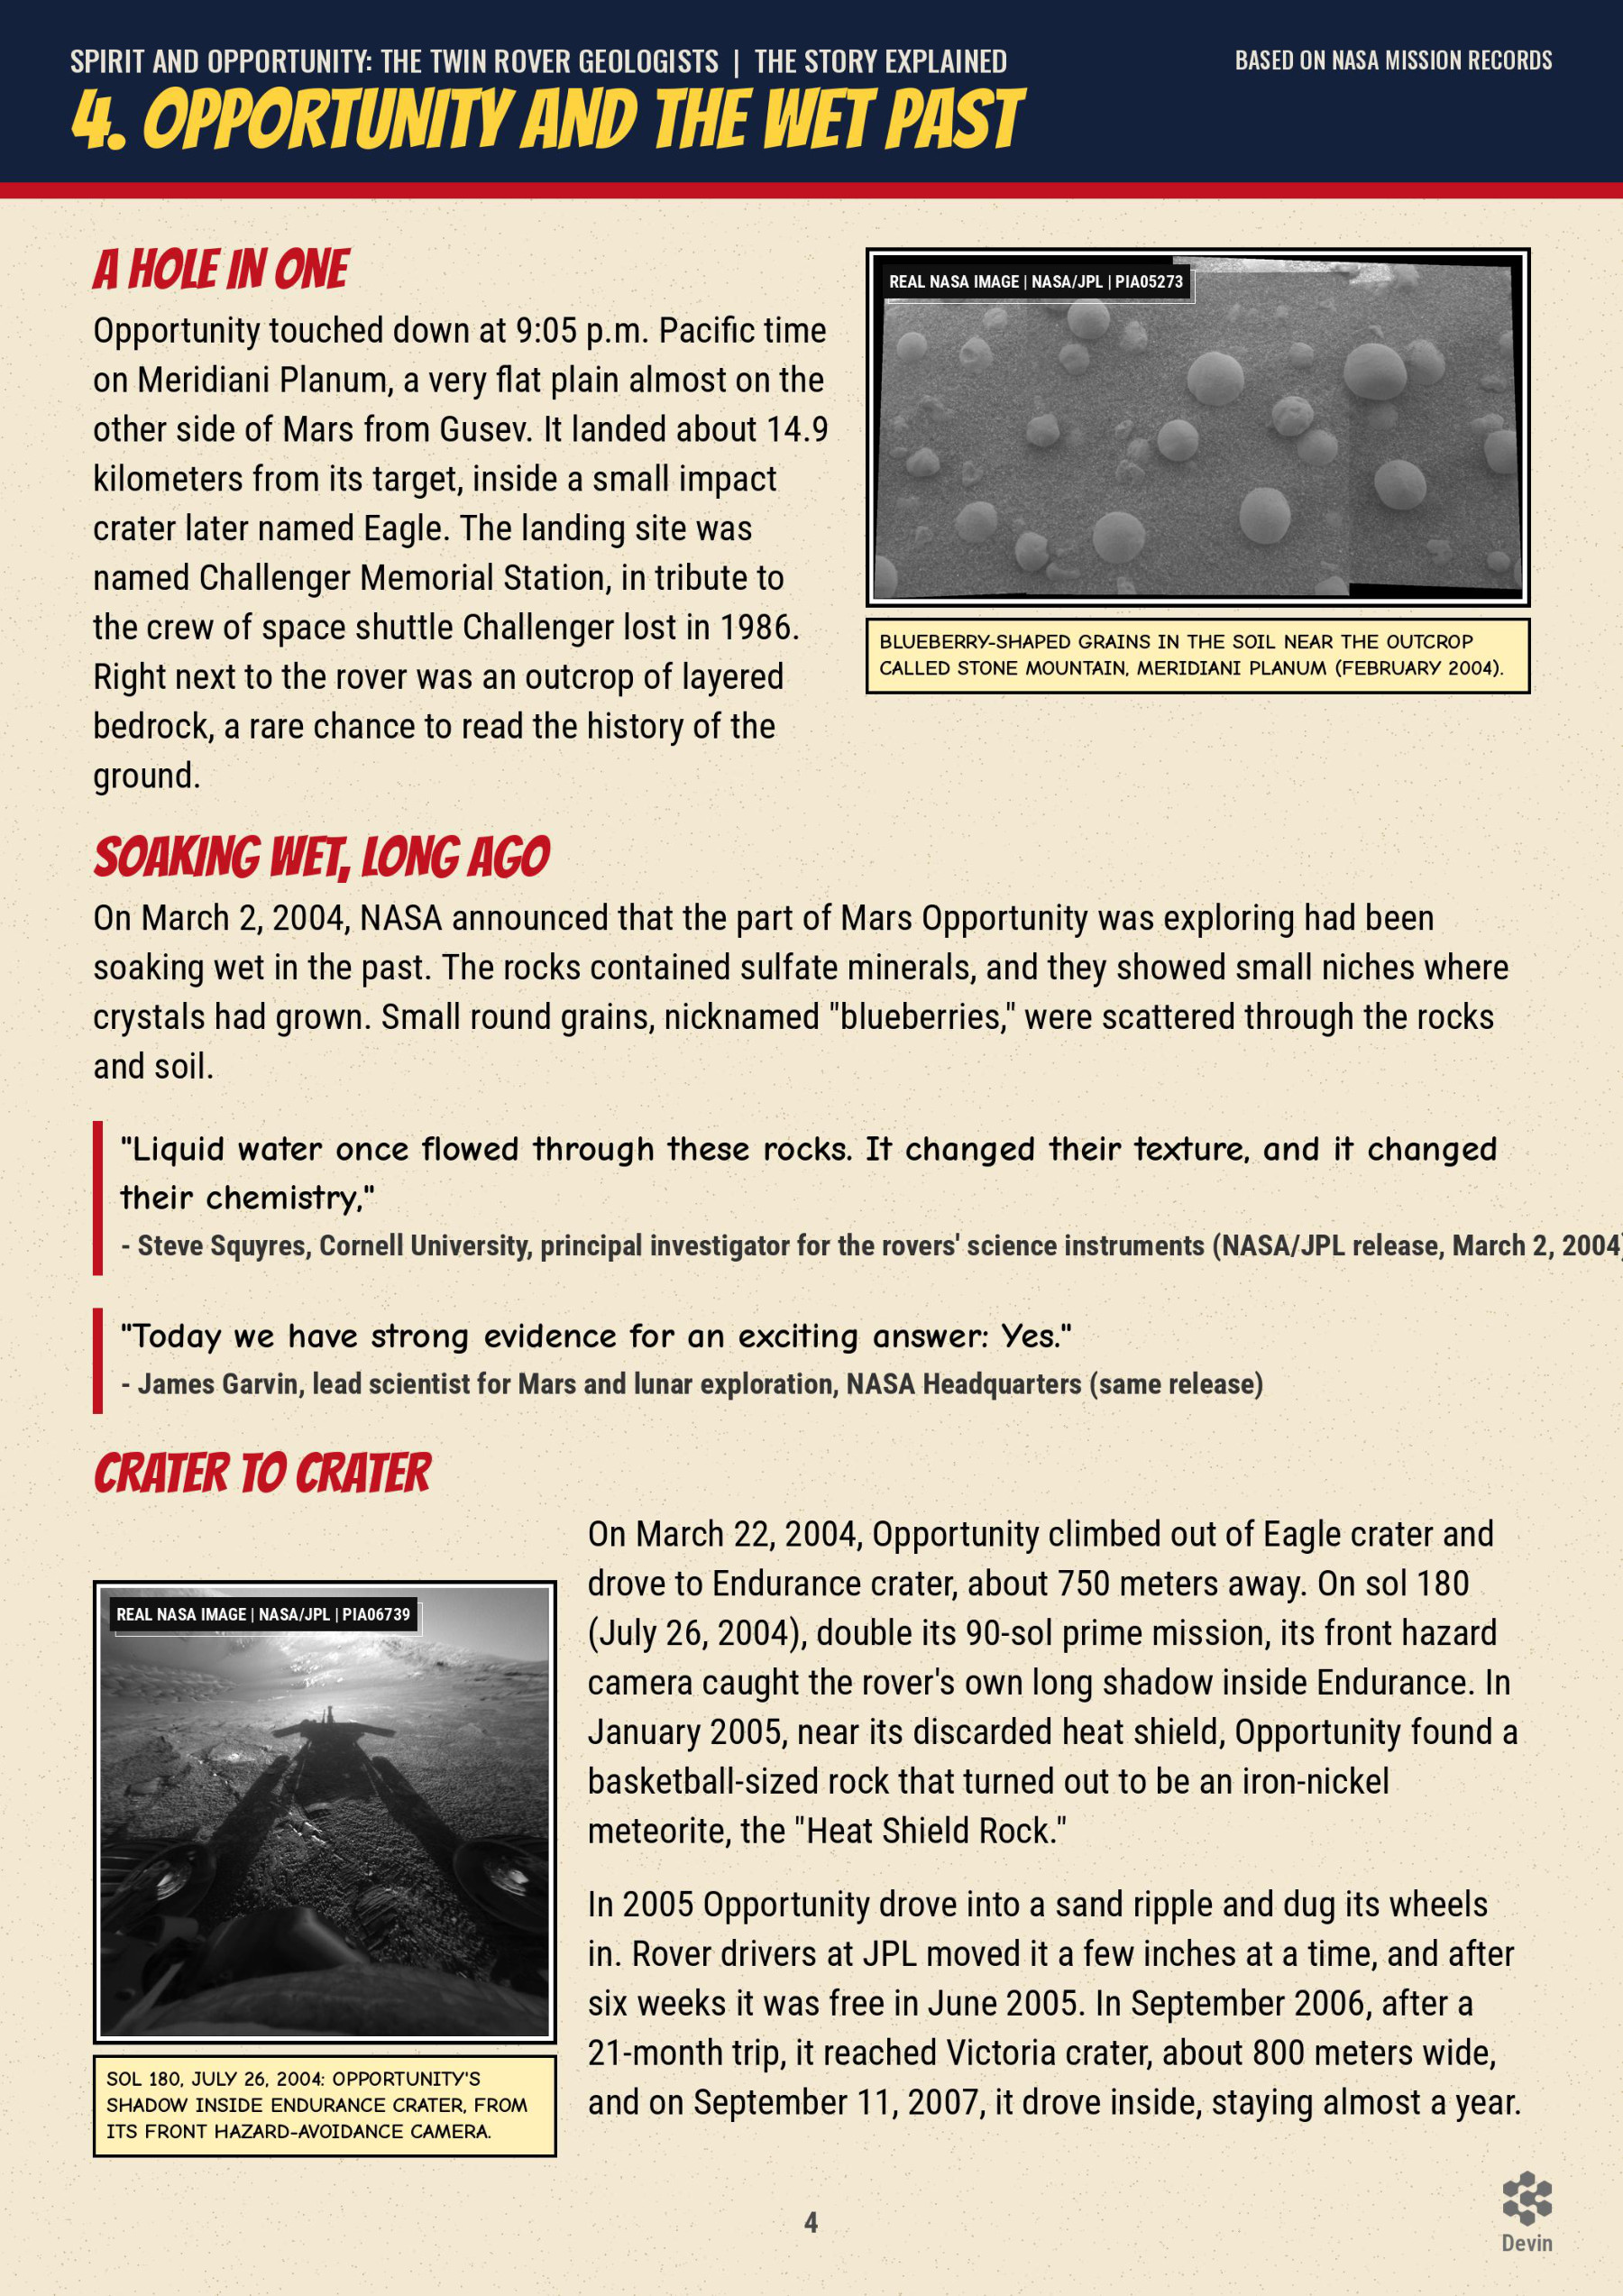 SPIRIT AND OPPORTUNITY: THE TWIN ROVER GEOLOGISTS | THE STORY EXPLAINED
BASED ON NASA MISSION RECORDS
4. OPPORTUNITY AND THE WET PAST
A HOLE IN ONE
Opportunity touched down at 9:05 p.m. Pacific time
on Meridiani Planum, a very flat plain almost on the
other side of Mars from Gusev. It landed about 14.9
kilometers from its target, inside a small impact
crater later named Eagle. The landing site was
named Challenger Memorial Station, in tribute to
the crew of space shuttle Challenger lost in 1986.
Right next to the rover was an outcrop of layered
bedrock, a rare chance to read the history of the
ground.
REAL NASA IMAGE | NASA/JPL | PIA05273
BLUEBERRY-SHAPED GRAINS IN THE SOIL NEAR THE OUTCROP
CALLED STONE MOUNTAIN, MERIDIANI PLANUM (FEBRUARY 2004).
SOAKING WET, LONG AGO
On March 2, 2004, NASA announced that the part of Mars Opportunity was exploring had been
soaking wet in the past. The rocks contained sulfate minerals, and they showed small niches where
crystals had grown. Small round grains, nicknamed "blueberries," were scattered through the rocks
and soil.
"Liquid water once flowed through these rocks. It changed their texture, and it changed
their chemistry,"
- Steve Squyres, Cornell University, principal investigator for the rovers' science instruments (NASA/JPL release, March 2, 2004)
"Today we have strong evidence for an exciting answer: Yes."
- James Garvin, lead scientist for Mars and lunar exploration, NASA Headquarters (same release)
CRATER TO CRATER
REAL NASA IMAGE | NASA/JPL | PIA06739
SOL 180, JULY 26, 2004: OPPORTUNITY'S
SHADOW INSIDE ENDURANCE CRATER, FROM
ITS FRONT HAZARD-AVOIDANCE CAMERA.
On March 22, 2004, Opportunity climbed out of Eagle crater and
drove to Endurance crater, about 750 meters away. On sol 180
(July 26, 2004), double its 90-sol prime mission, its front hazard
camera caught the rover's own long shadow inside Endurance. In
January 2005, near its discarded heat shield, Opportunity found a
basketball-sized rock that turned out to be an iron-nickel
meteorite, the "Heat Shield Rock."
In 2005 Opportunity drove into a sand ripple and dug its wheels
in. Rover drivers at JPL moved it a few inches at a time, and after
six weeks it was free in June 2005. In September 2006, after a
21-month trip, it reached Victoria crater, about 800 meters wide,
and on September 11, 2007, it drove inside, staying almost a year.
4
Devin